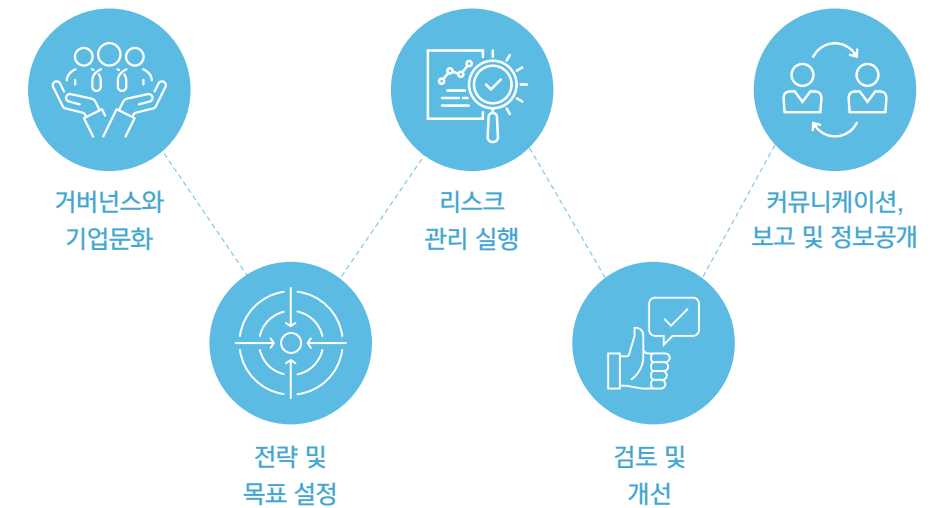 거버넌스와
기업문화
전략 및
목표 설정
리스크
관리 실행
검토 및
개선
커뮤니케이션,
보고 및 정보공개